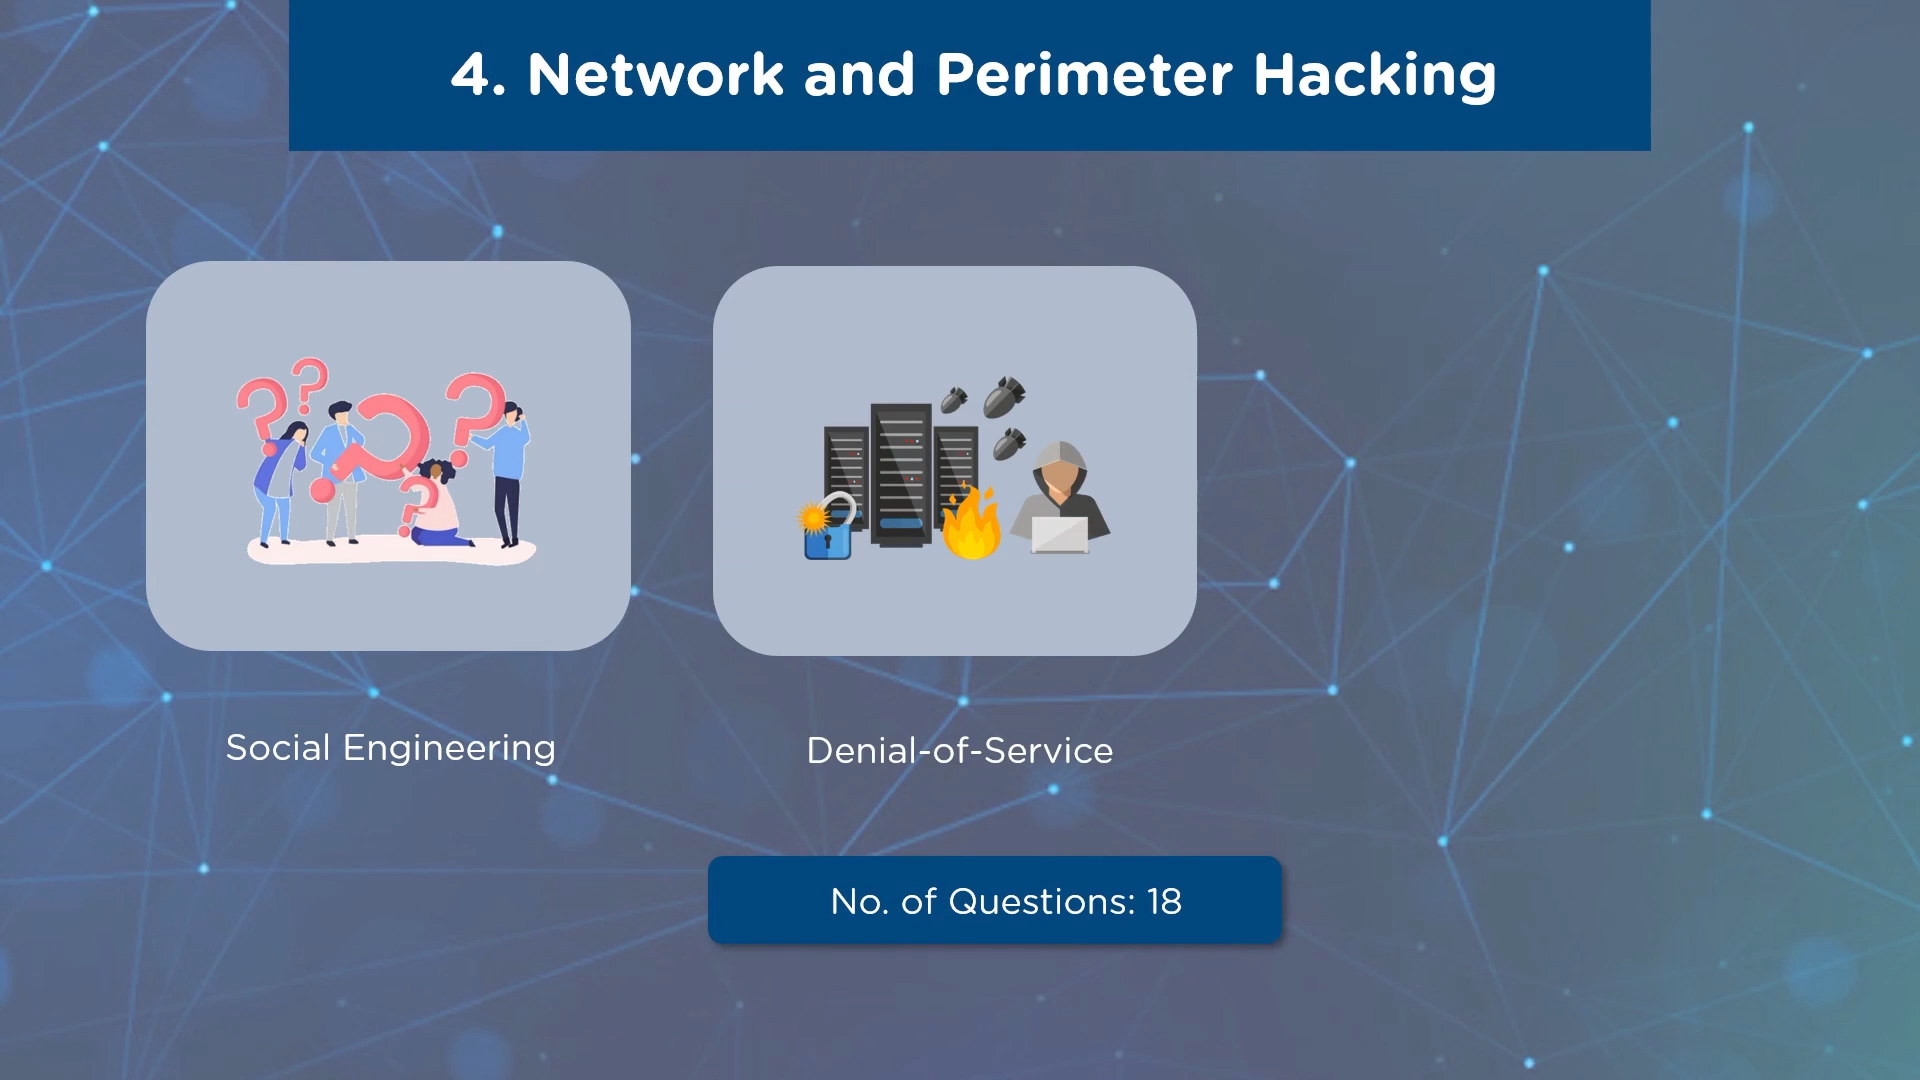 4. Network and Perimeter Hacking
Social Engineering
Denial-of-Service
No. of Questions: 18